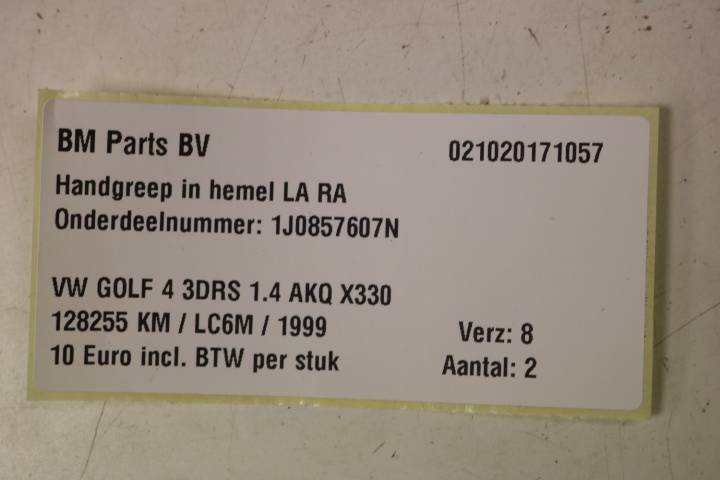 BM Parts BV 021020171057
Handgreep in hemel LA RA
Onderdeelnummer: 1J0857607N
VW GOLF 4 3DRS 1.4 AKQ X330
128255 KM / LC6M / 1999 Verz: 8
10 Euro incl. BTW per stuk Aantal: 2